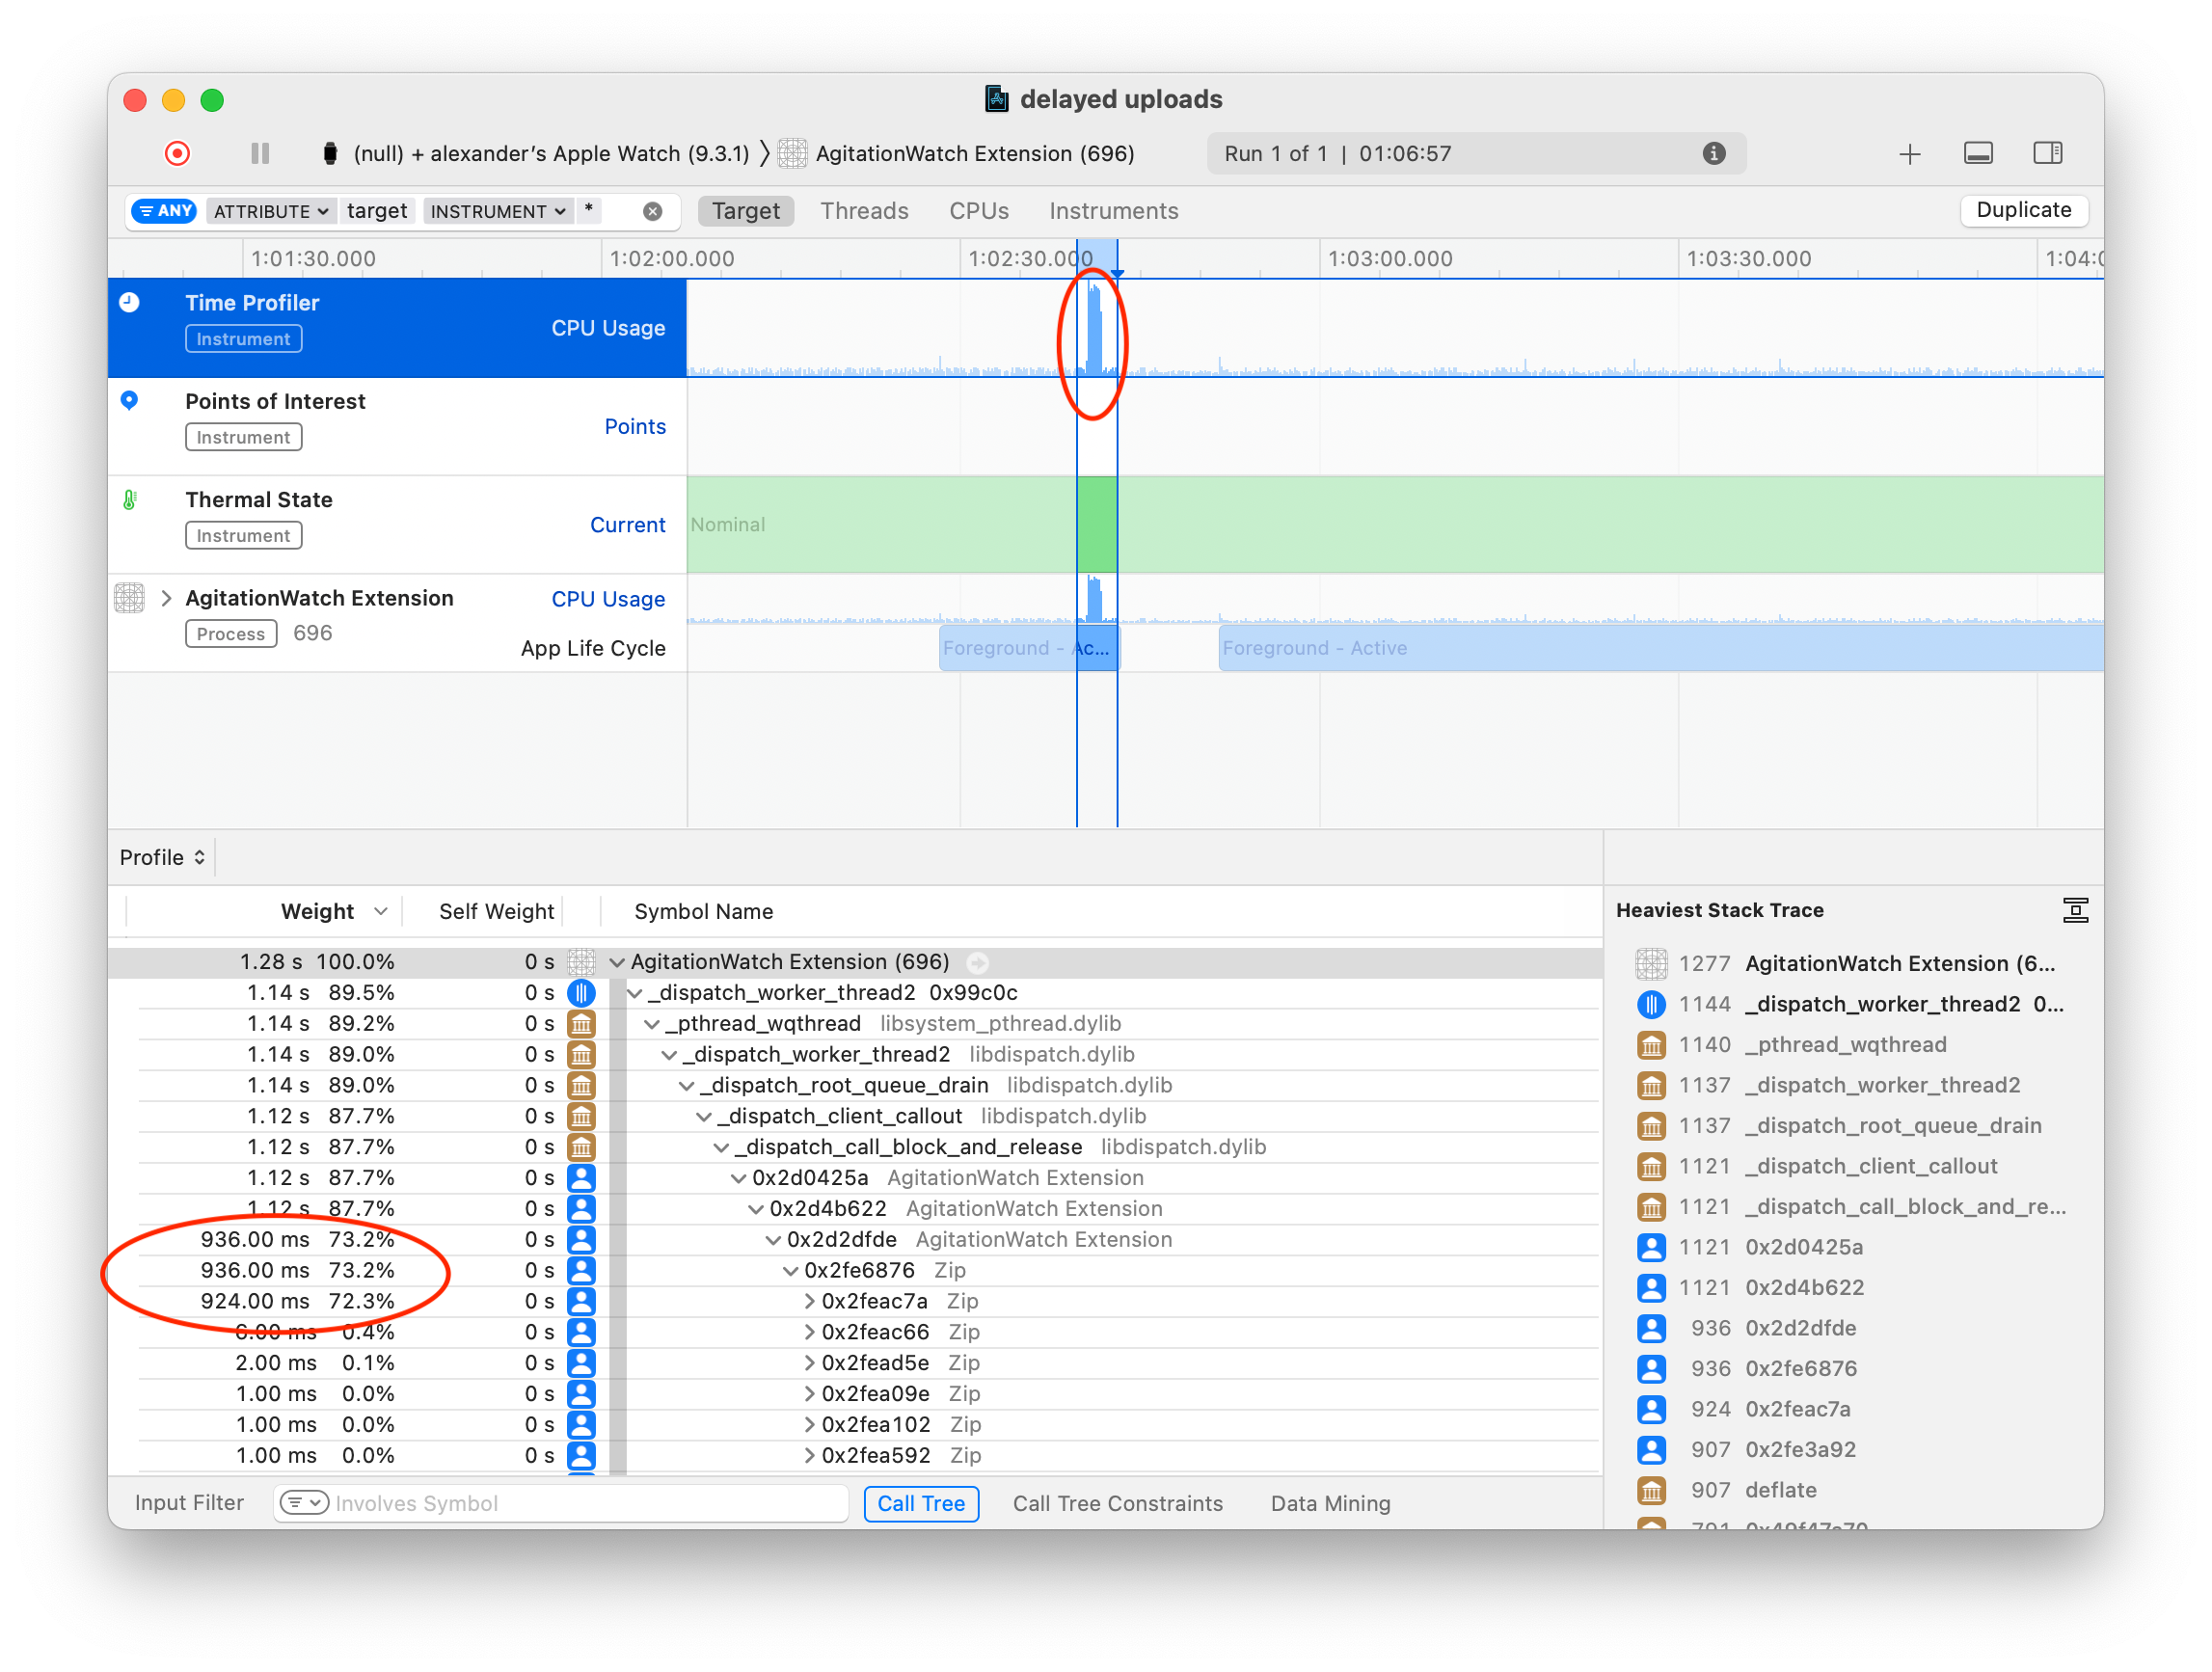 delayed uploads
(null) + alexander’s Apple Watch (9.3.1) 〉 AgitationWatch Extension (696)
Run 1 of 1 | 01:06:57
ANY ATTRIBUTE target INSTRUMENT * Target Threads CPUs Instruments Duplicate
1:01:30.000 1:02:00.000 1:02:30.000 1:03:00.000 1:03:30.000 1:04:0
Time Profiler
Instrument
CPU Usage
Points of Interest
Instrument
Points
Thermal State
Instrument
Current
Nominal
AgitationWatch Extension
CPU Usage
Process 696
App Life Cycle
Foreground - Ac...
Foreground - Active
Profile
Weight Self Weight Symbol Name
1.28 s 100.0% 0 s AgitationWatch Extension (696)
1.14 s 89.5% 0 s _dispatch_worker_thread2 0x99c0c
1.14 s 89.2% 0 s _pthread_wqthread libsystem_pthread.dylib
1.14 s 89.0% 0 s _dispatch_worker_thread2 libdispatch.dylib
1.14 s 89.0% 0 s _dispatch_root_queue_drain libdispatch.dylib
1.12 s 87.7% 0 s _dispatch_client_callout libdispatch.dylib
1.12 s 87.7% 0 s _dispatch_call_block_and_release libdispatch.dylib
1.12 s 87.7% 0 s 0x2d0425a AgitationWatch Extension
1.12 s 87.7% 0 s 0x2d4b622 AgitationWatch Extension
936.00 ms 73.2% 0 s 0x2d2dfde AgitationWatch Extension
936.00 ms 73.2% 0 s 0x2fe6876 Zip
924.00 ms 72.3% 0 s 0x2feac7a Zip
6.00 ms 0.4% 0 s 0x2feac66 Zip
2.00 ms 0.1% 0 s 0x2fead5e Zip
1.00 ms 0.0% 0 s 0x2fea09e Zip
1.00 ms 0.0% 0 s 0x2fea102 Zip
1.00 ms 0.0% 0 s 0x2fea592 Zip
Heaviest Stack Trace
1277 AgitationWatch Extension (6...
1144 _dispatch_worker_thread2 0...
1140 _pthread_wqthread
1137 _dispatch_worker_thread2
1137 _dispatch_root_queue_drain
1121 _dispatch_client_callout
1121 _dispatch_call_block_and_re...
1121 0x2d0425a
1121 0x2d4b622
936 0x2d2dfde
936 0x2fe6876
924 0x2feac7a
907 0x2fe3a92
907 deflate
Input Filter Involves Symbol Call Tree Call Tree Constraints Data Mining